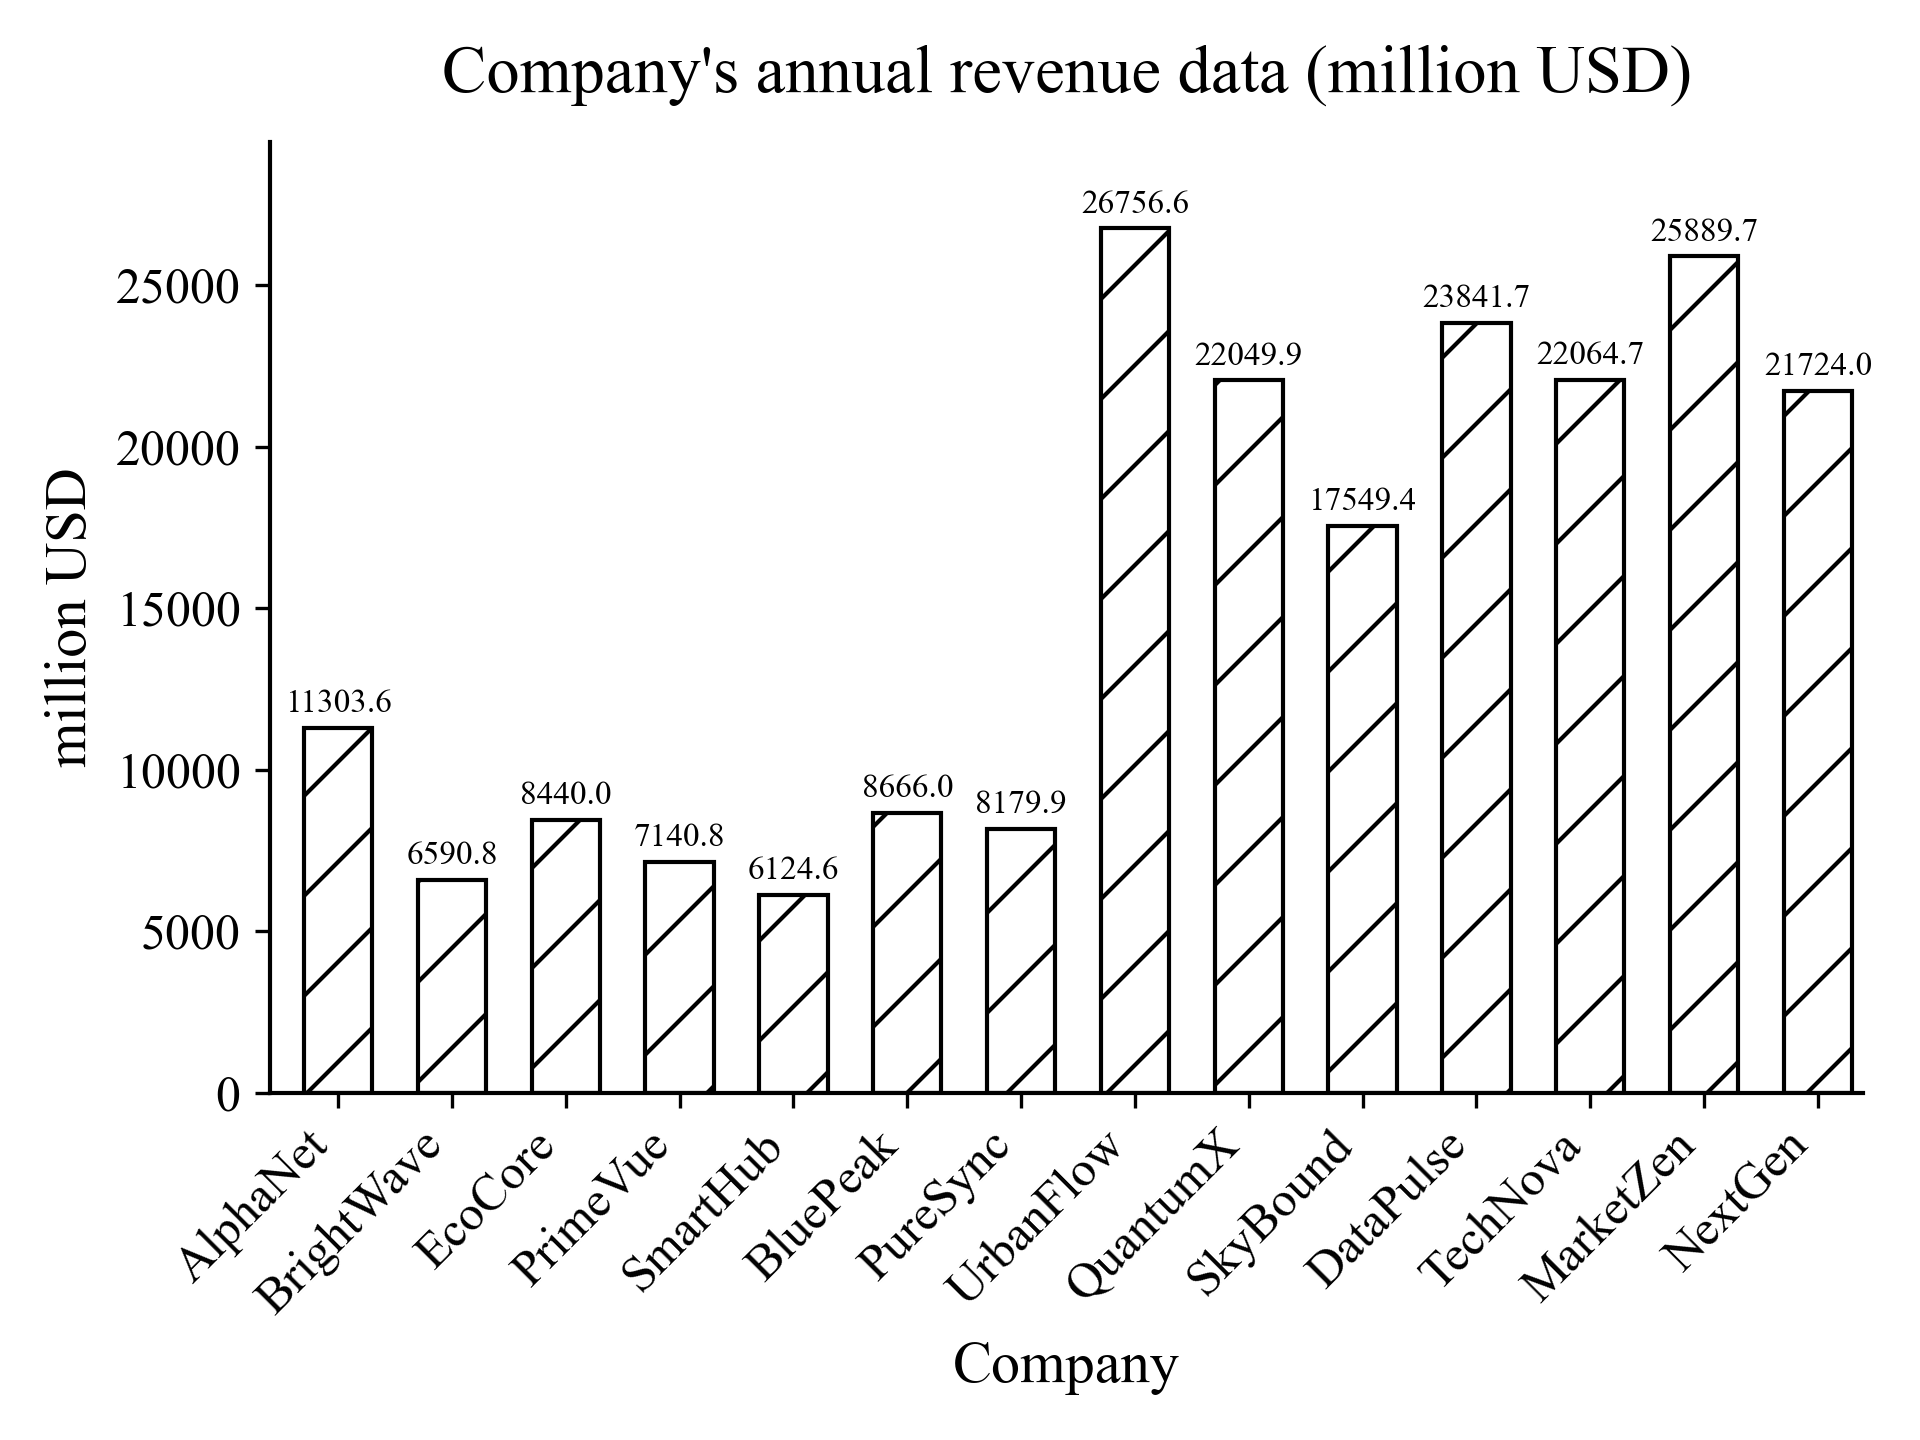 Company's annual revenue data (million USD)
million USD
25000
20000
15000
10000
5000
0
11303.6
6590.8
8440.0
7140.8
6124.6
8666.0
8179.9
26756.6
22049.9
17549.4
23841.7
22064.7
25889.7
21724.0
AlphaNet
BrightWave
EcoCore
PrimeVue
SmartHub
BluePeak
PureSync
UrbanFlow
QuantumX
SkyBound
DataPulse
TechNova
MarketZen
NextGen
Company